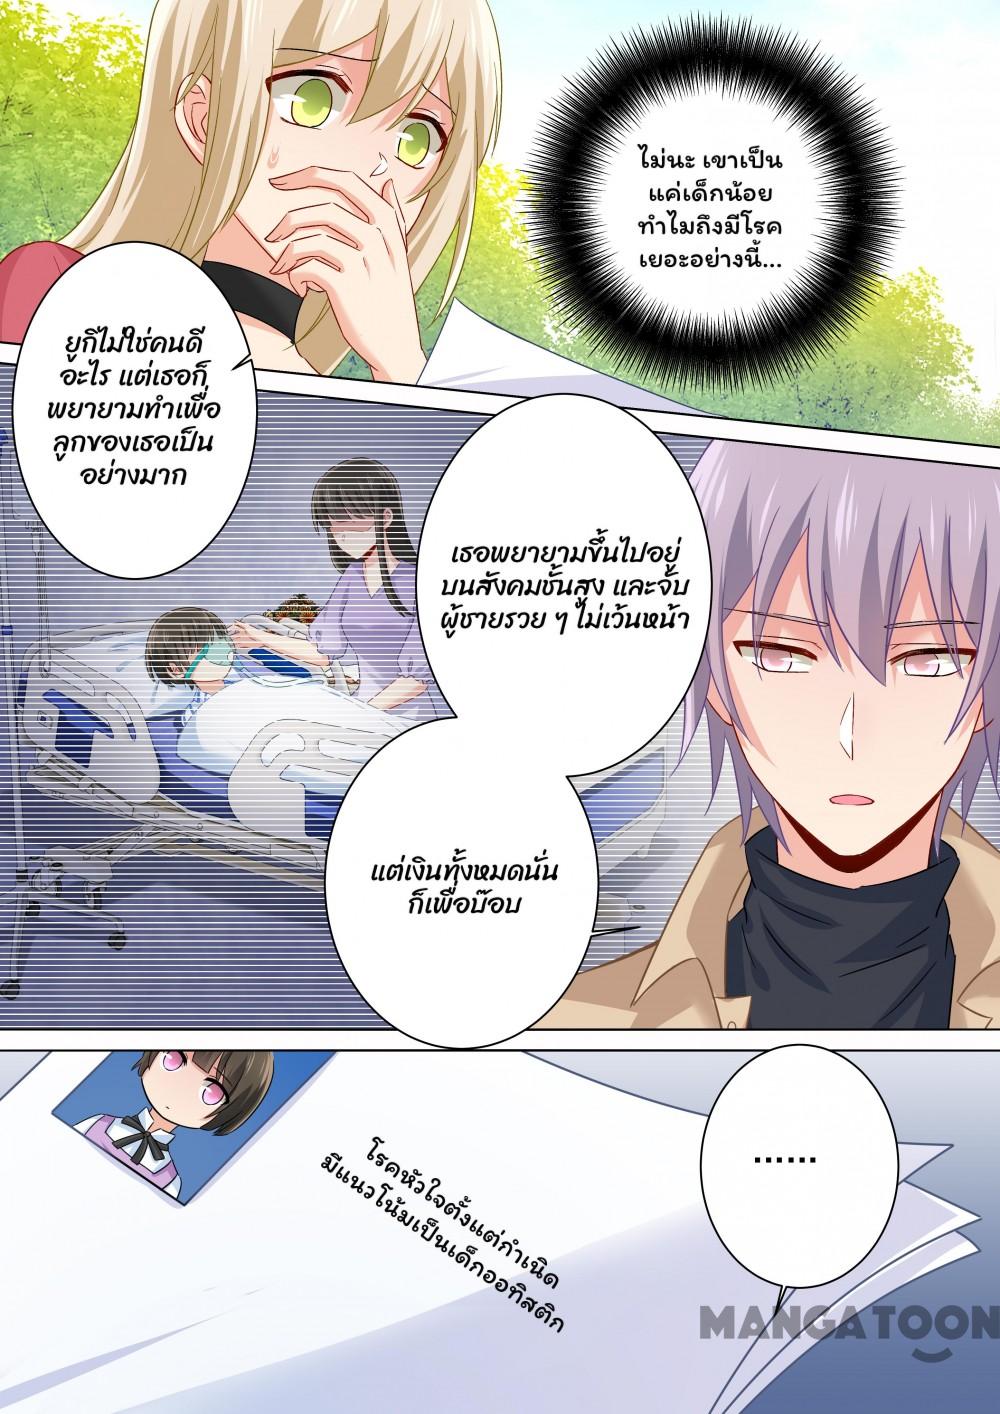 ไม่นะ เขาเป็น
แค่เด็กน้อย
ทำไมถึงมีโรค
เยอะอย่างนี้...
ยูกิไม่ใช่คนดี
อะไร แต่เธอก็
พยายามทำเพื่อ
ลูกของเธอเป็น
อย่างมาก
เธอพยายามขึ้นไปอยู่
บนสังคมชั้นสูง และจับ
ผู้ชายรวย ๆ ไม่เว้นหน้า
แต่เงินทั้งหมดนั่น
ก็เพื่อบ๊อบ
......
โรคหัวใจตั้งแต่กำเนิด
มีแนวโน้มเป็นเด็กออทิสติก
MANGATOON